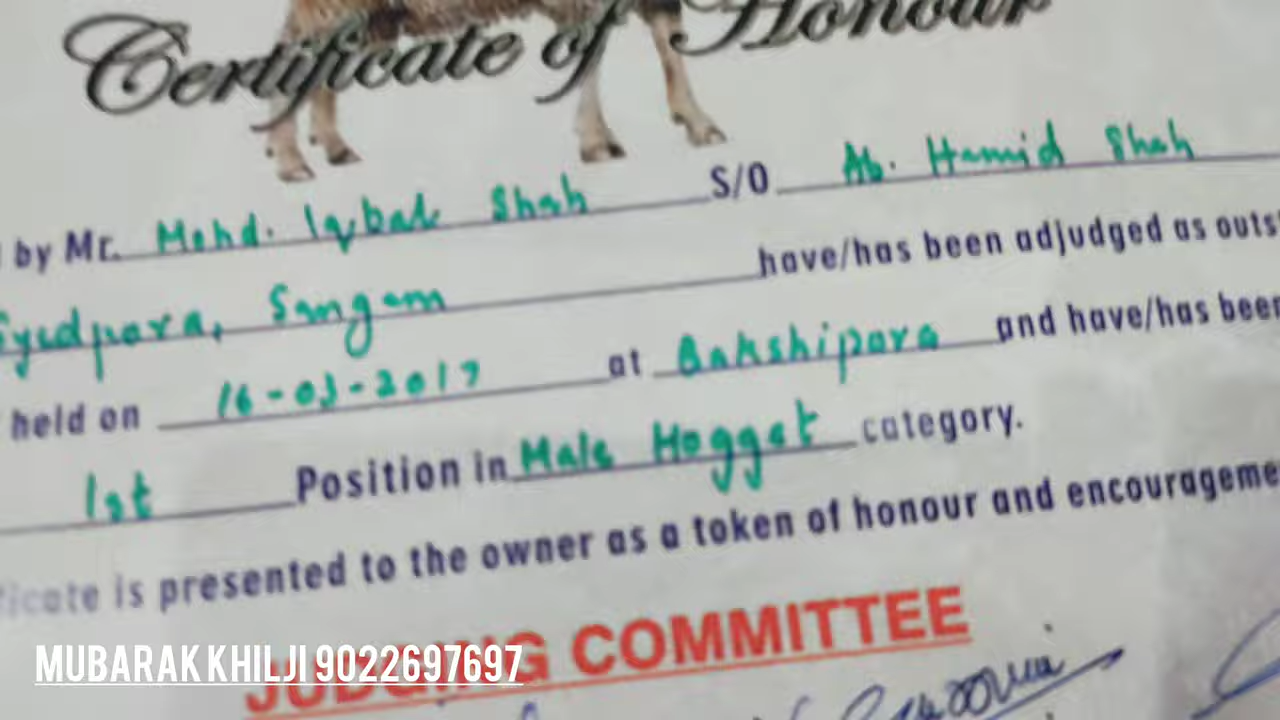 Certificate of Honour
by Mr. Mohd. Iqbal Shah S/O Ab. Hamid Shah
Syedpora, Sangam have/has been adjudged as outs
held on 16-03-2017 at Bakshipora and have/has been
1st Position in Male Hogget category.
ficate is presented to the owner as a token of honour and encourageme
JUDGING COMMITTEE
MUBARAK KHILJI 9022697697